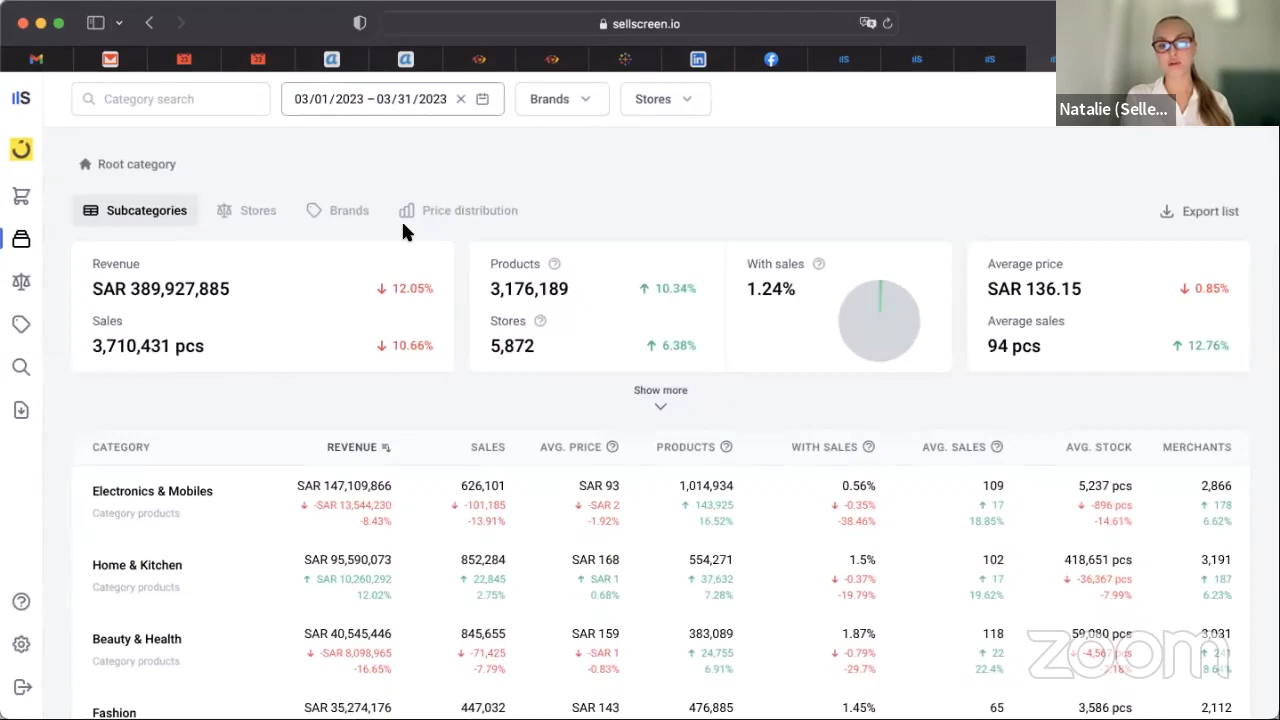 sellscreen.io
Natalie (Selle...
Category search
03/01/2023 – 03/31/2023
Brands
Stores
Root category
Subcategories
Stores
Brands
Price distribution
Export list
Revenue
SAR 389,927,885
12.05%
Sales
3,710,431 pcs
10.66%
Products
3,176,189
10.34%
Stores
5,872
6.38%
With sales
1.24%
Average price
SAR 136.15
0.85%
Average sales
94 pcs
12.76%
Show more
CATEGORY REVENUE SALES AVG. PRICE PRODUCTS WITH SALES AVG. SALES AVG. STOCK MERCHANTS
Electronics & Mobiles SAR 147,109,866 626,101 SAR 93 1,014,934 0.56% 109 5,237 pcs 2,866
Category products -SAR 13,544,230 -101,185 -SAR 2 143,925 -0.35% 17 -896 pcs 178
-8.43% -13.91% -1.92% 16.52% -38.46% 18.85% -14.61% 6.62%
Home & Kitchen SAR 95,590,073 852,284 SAR 168 554,271 1.5% 102 418,651 pcs 3,191
Category products SAR 10,260,292 22,845 SAR 1 37,632 -0.37% 17 -36,367 pcs 187
12.02% 2.75% 0.68% 7.28% -19.79% 19.62% -7.99% 6.23%
Beauty & Health SAR 40,545,446 845,655 SAR 159 383,089 1.87% 118 59,080 pcs 3,031
Category products -SAR 8,098,965 -71,425 -SAR 1 24,755 -0.79% 22 -4,567 pcs 241
-16.65% -7.79% -0.83% 6.91% -29.7% 22.4%
zoom
Fashion SAR 35,274,176 447,032 SAR 143 476,885 1.45% 65 3,586 pcs 2,112